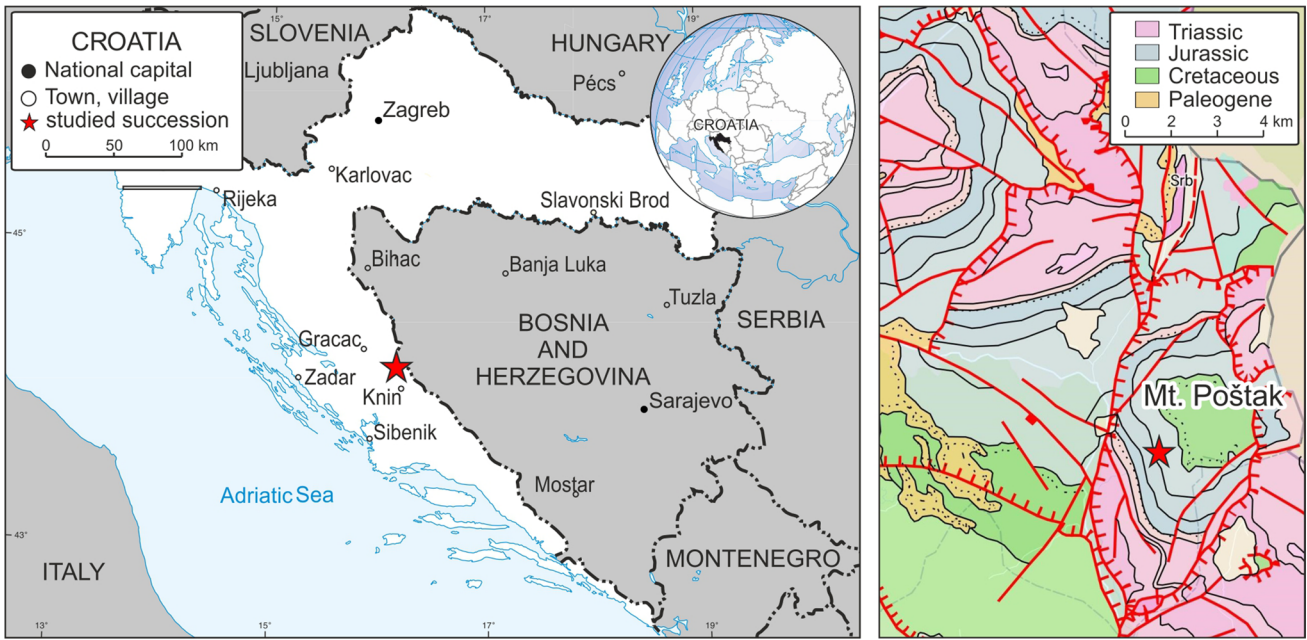 15°
17°
19°
CROATIA
National capital
Town, village
studied succession
0 50 100 km
SLOVENIA
Ljubljana
HUNGARY
Pécs
Zagreb
CROATIA
Karlovac
Rijeka
Slavonski Brod
45°
Bihac
Banja Luka
Tuzla
BOSNIA
AND
HERZEGOVINA
SERBIA
Gracac
Zadar
Knin
Sarajevo
Sibenik
Adriatic Sea
Mostar
43°
ITALY
MONTENEGRO
13°
15°
17°
19°
Triassic
Jurassic
Cretaceous
Paleogene
0 1 2 3 4 km
Srb
Mt. Poštak